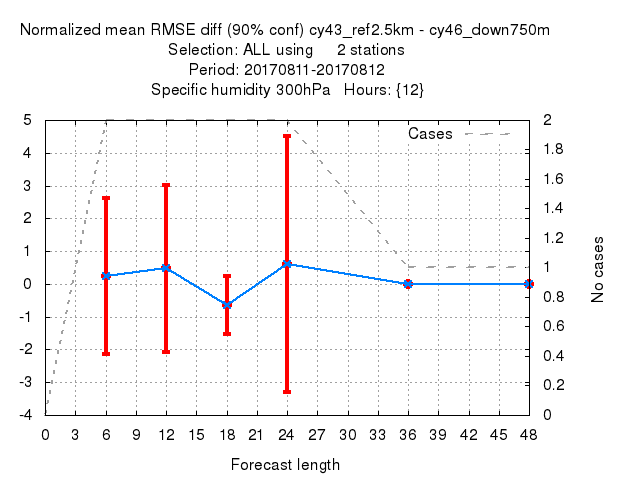 Normalized mean RMSE diff (90% conf) cy43_ref2.5km - cy46_down750m
Selection: ALL using 2 stations
Period: 20170811-20170812
Specific humidity 300hPa Hours: {12}
Cases
5
4
3
2
1
0
-1
-2
-3
-4
2
1.8
1.6
1.4
1.2
1
0.8
0.6
0.4
0.2
0
No cases
0 3 6 9 12 15 18 21 24 27 30 33 36 39 42 45 48
Forecast length